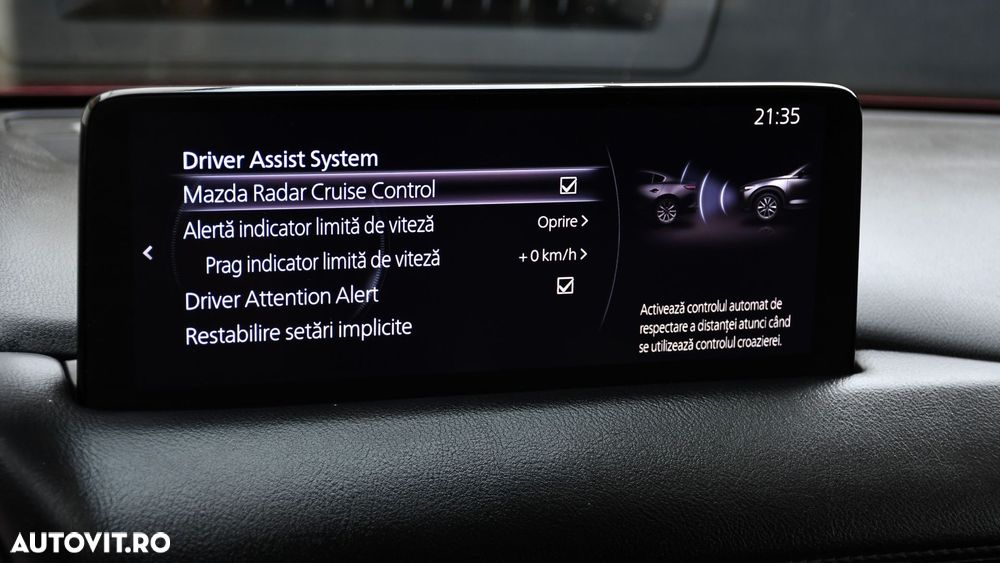 21:35
Driver Assist System
Mazda Radar Cruise Control
Alertă indicator limită de viteză Oprire >
Prag indicator limită de viteză + 0 km/h >
Driver Attention Alert
Restabilire setări implicite
Activează controlul automat de
respectare a distanței atunci când
se utilizează controlul croazierei.
AUTOVIT.RO